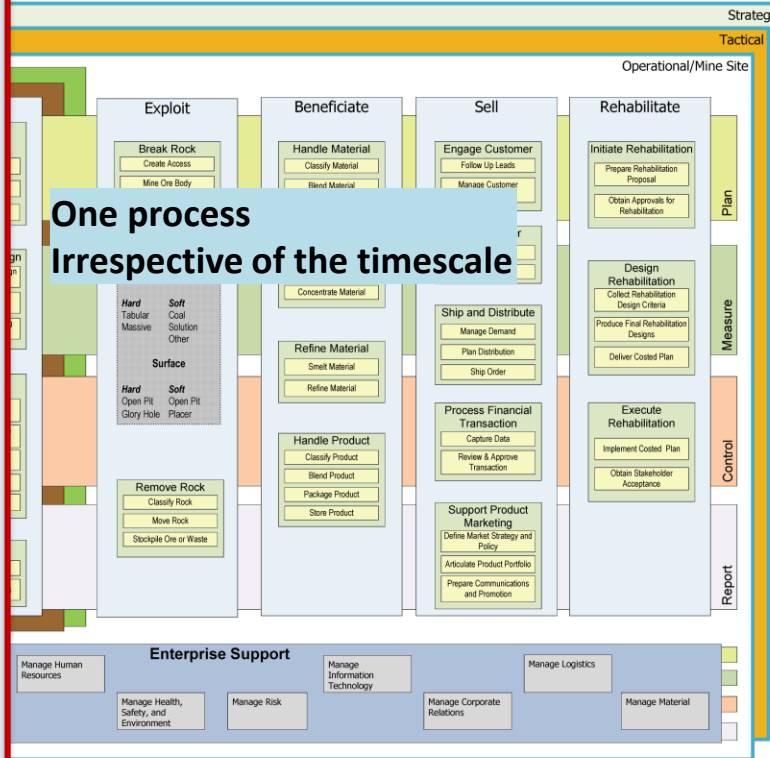 Strateg
Tactical
Operational/Mine Site
Exploit
Break Rock
Create Access
Mine Ore Body
Hard Soft
Tabular Coal
Massive Solution
Other
Surface
Hard Soft
Open Pit Open Pit
Glory Hole Placer
Remove Rock
Classify Rock
Move Rock
Stockpile Ore or Waste
Beneficiate
Handle Material
Classify Material
Blend Material
Concentrate Material
Refine Material
Smelt Material
Refine Material
Handle Product
Classify Product
Blend Product
Package Product
Store Product
Sell
Engage Customer
Follow Up Leads
Manage Customer
Ship and Distribute
Manage Demand
Plan Distribution
Ship Order
Process Financial
Transaction
Capture Data
Review & Approve
Transaction
Support Product
Marketing
Define Market Strategy and
Policy
Articulate Product Portfolio
Prepare Communications
and Promotion
Rehabilitate
Initiate Rehabilitation
Prepare Rehabilitation
Proposal
Obtain Approvals for
Rehabilitation
Design
Rehabilitation
Collect Rehabilitation
Design Criteria
Produce Final Rehabilitation
Designs
Deliver Costed Plan
Execute
Rehabilitation
Implement Costed Plan
Obtain Stakeholder
Acceptance
Plan
Measure
Control
Report
One process
Irrespective of the timescale
gn
Enterprise Support
Manage Human
Resources
Manage Health,
Safety, and
Environment
Manage Risk
Manage
Information
Technology
Manage Corporate
Relations
Manage Logistics
Manage Material